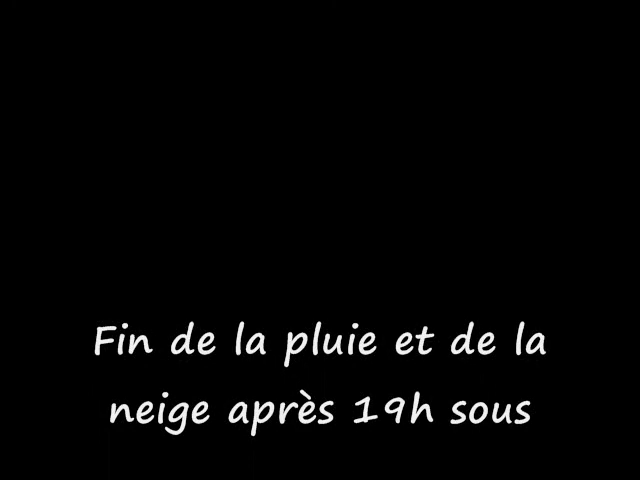 Fin de la pluie et de la
neige après 19h sous